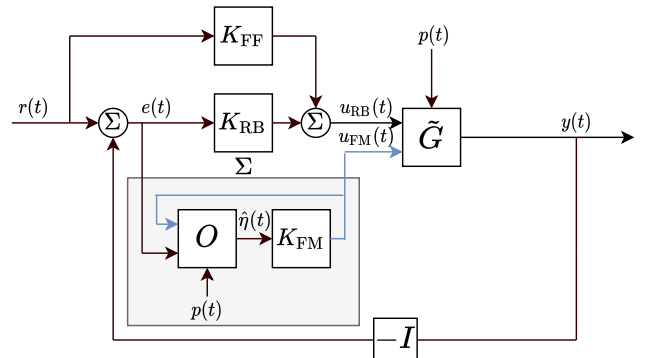 K_FF
p(t)
r(t)
Σ
e(t)
K_RB
Σ
u_RB(t)
u_FM(t)
G̃
y(t)
Σ
O
η̂(t)
K_FM
p(t)
−I